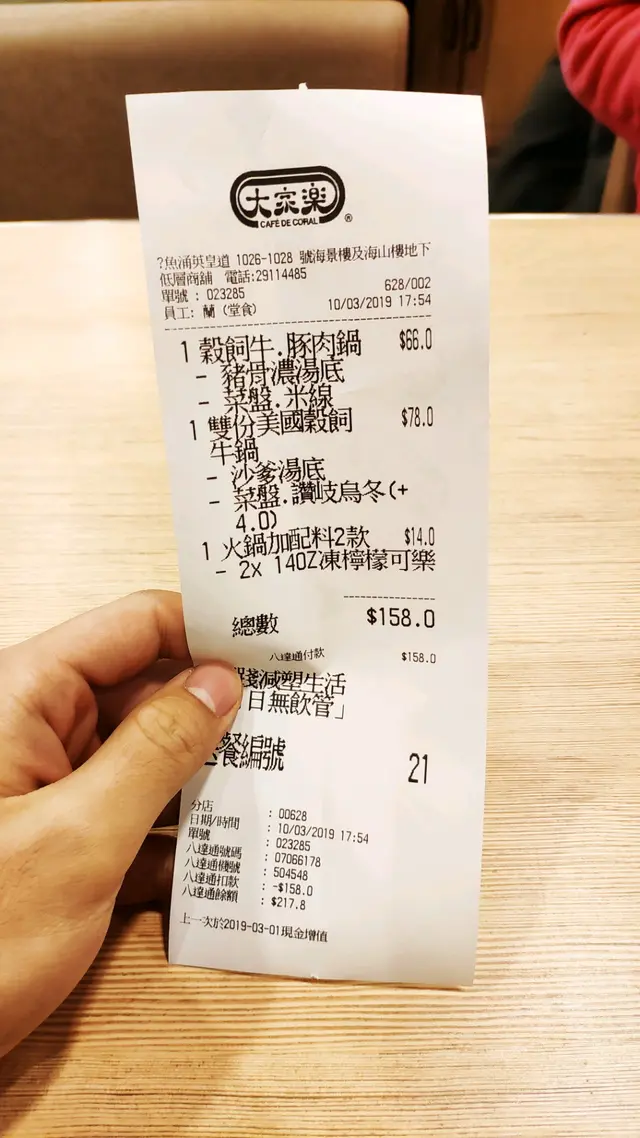 大家樂
CAFÉ DE CORAL
®
?魚涌英皇道 1026-1028 號海景樓及海山樓地下
低層商舖 電話:29114485
單號 : 023285 628/002
員工: 蘭 (堂食) 10/03/2019 17:54
1 穀飼牛.豚肉鍋 $66.0
- 豬骨濃湯底
- 菜盤.米線
1 雙份美國穀飼 $78.0
牛鍋
- 沙爹湯底
- 菜盤.讚岐烏冬(+
4.0)
1 火鍋加配料2款 $14.0
- 2x 14OZ凍檸檬可樂
總數 $158.0
八達通付款 $158.0
踐減塑生活
日無飲管」
餐編號 21
分店 : 00628
日期/時間 : 10/03/2019 17:54
單號 : 023285
八達通號碼 : 07066178
八達通機號 : 504548
八達通扣款 : -$158.0
八達通餘額 : $217.8
上一次於2019-03-01現金增值